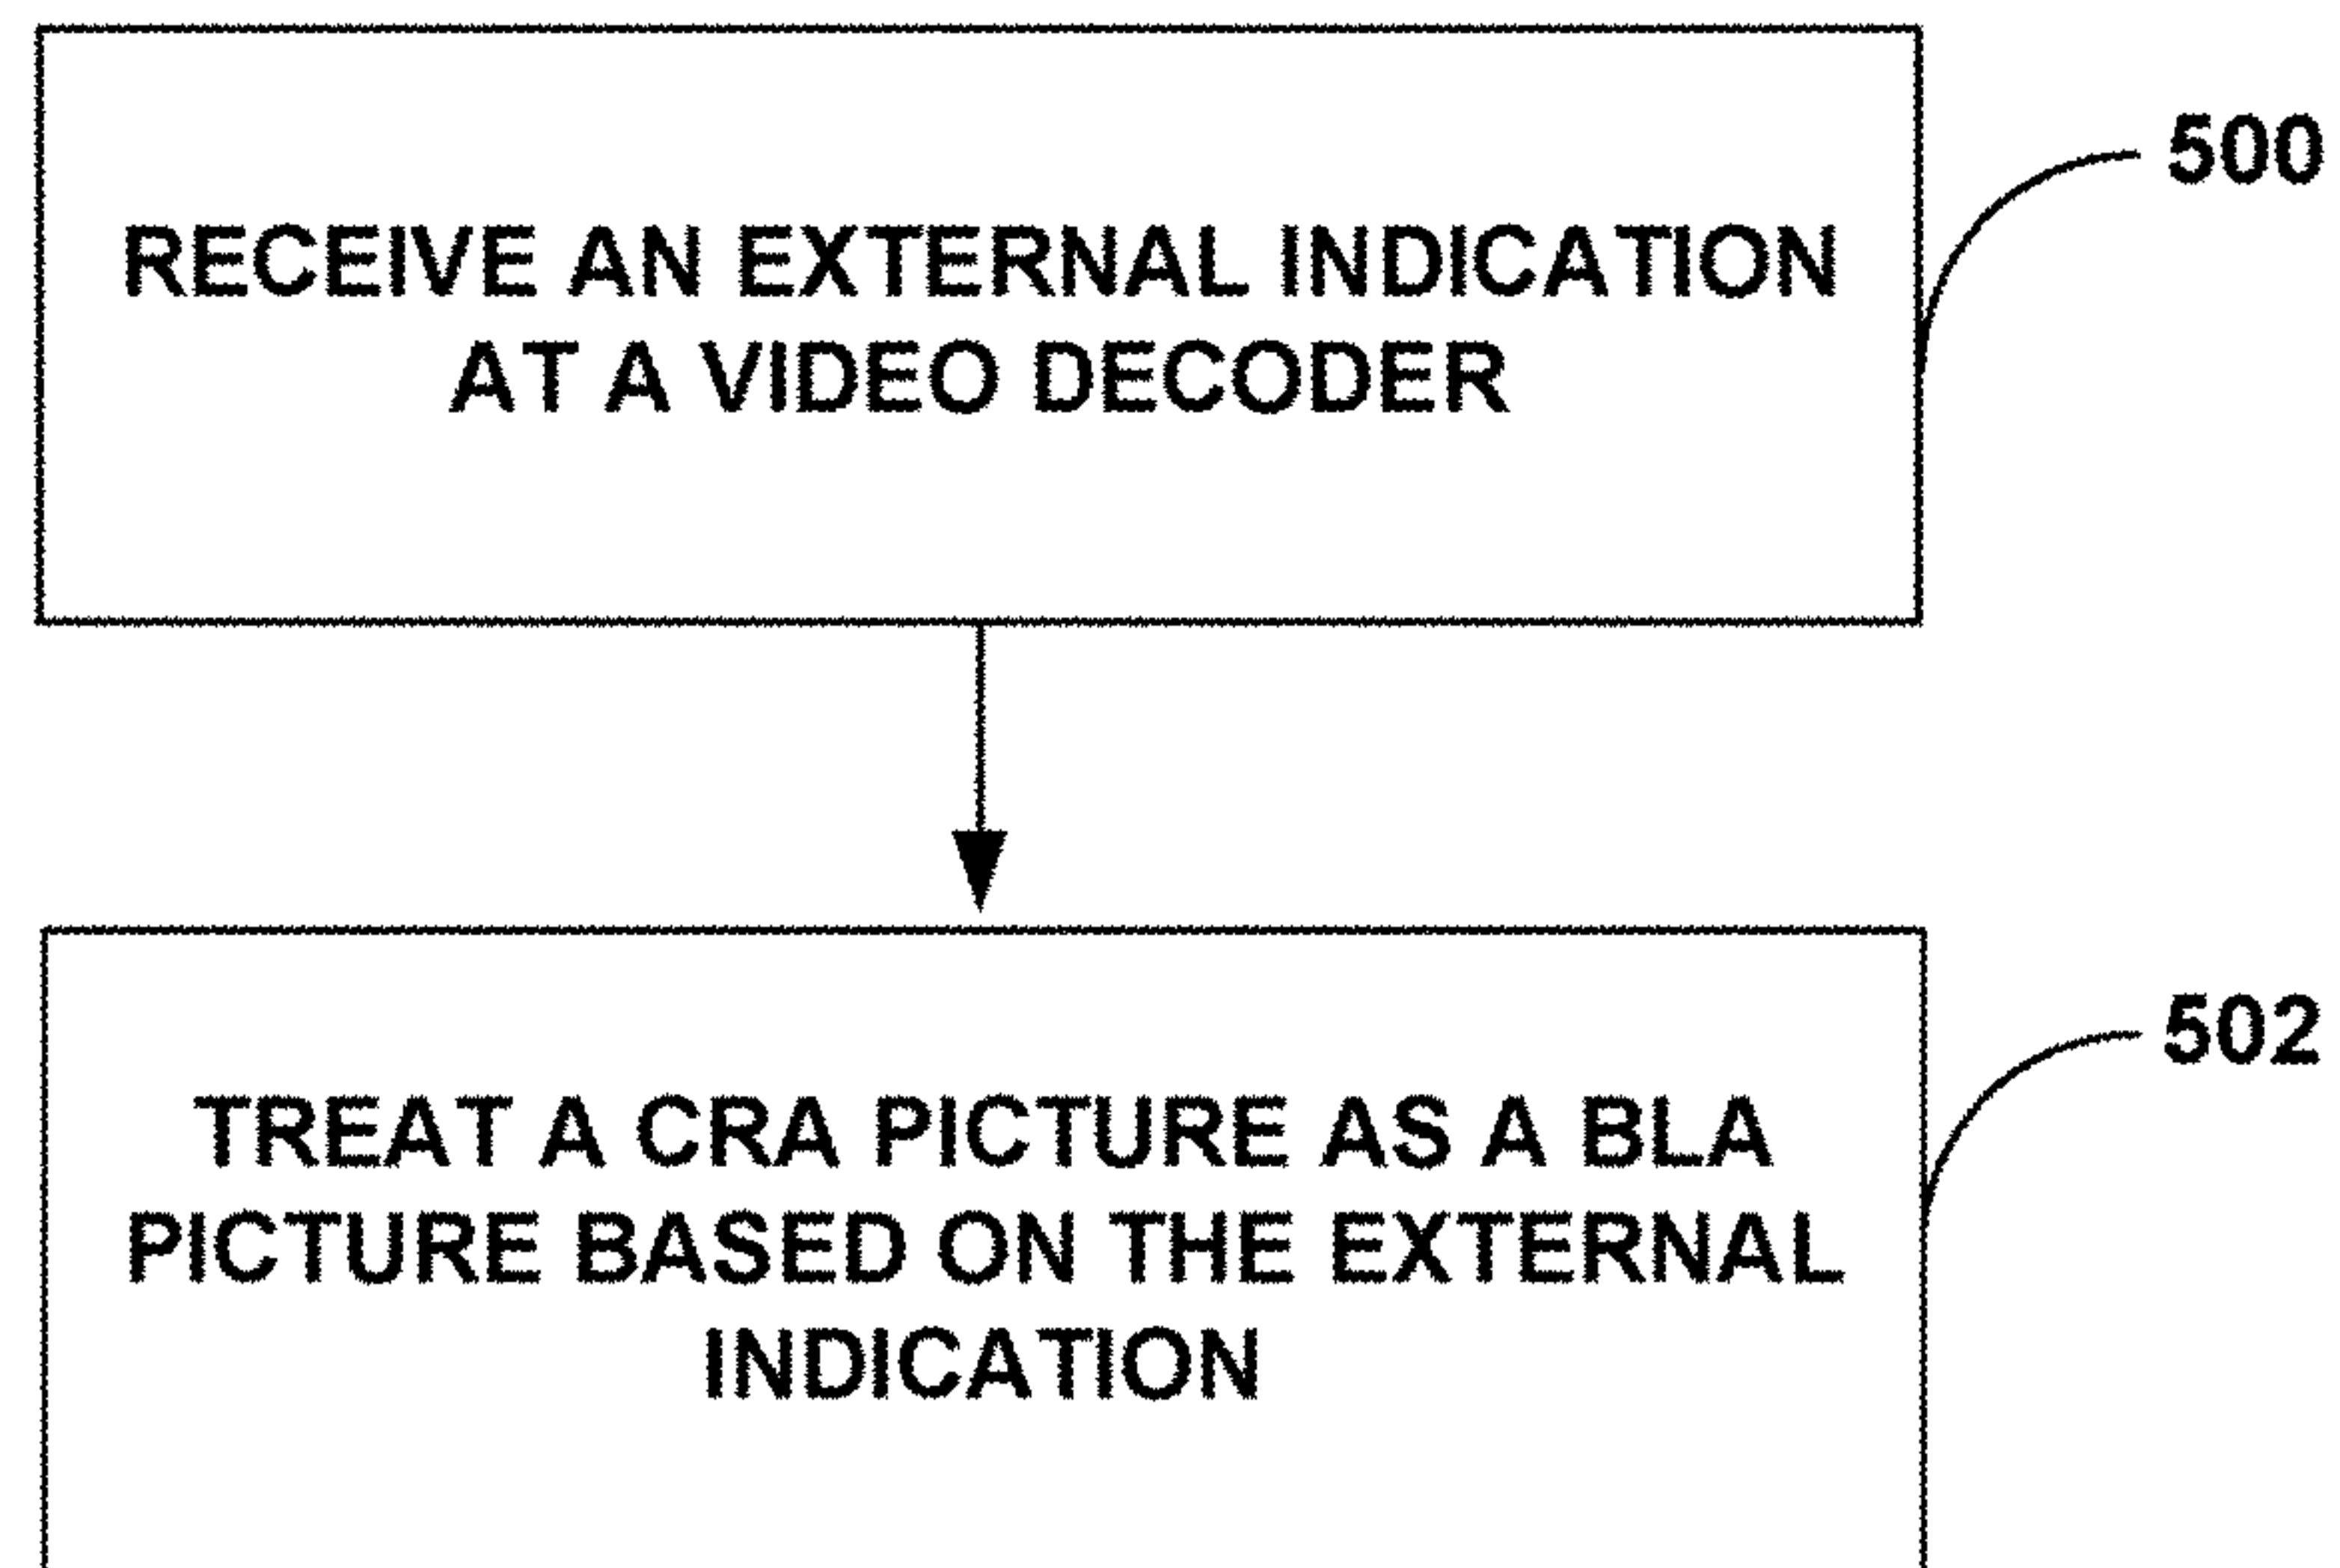 RECEIVE AN EXTERNAL INDICATION
AT A VIDEO DECODER
500
TREAT A CRA PICTURE AS A BLA
PICTURE BASED ON THE EXTERNAL
INDICATION
502